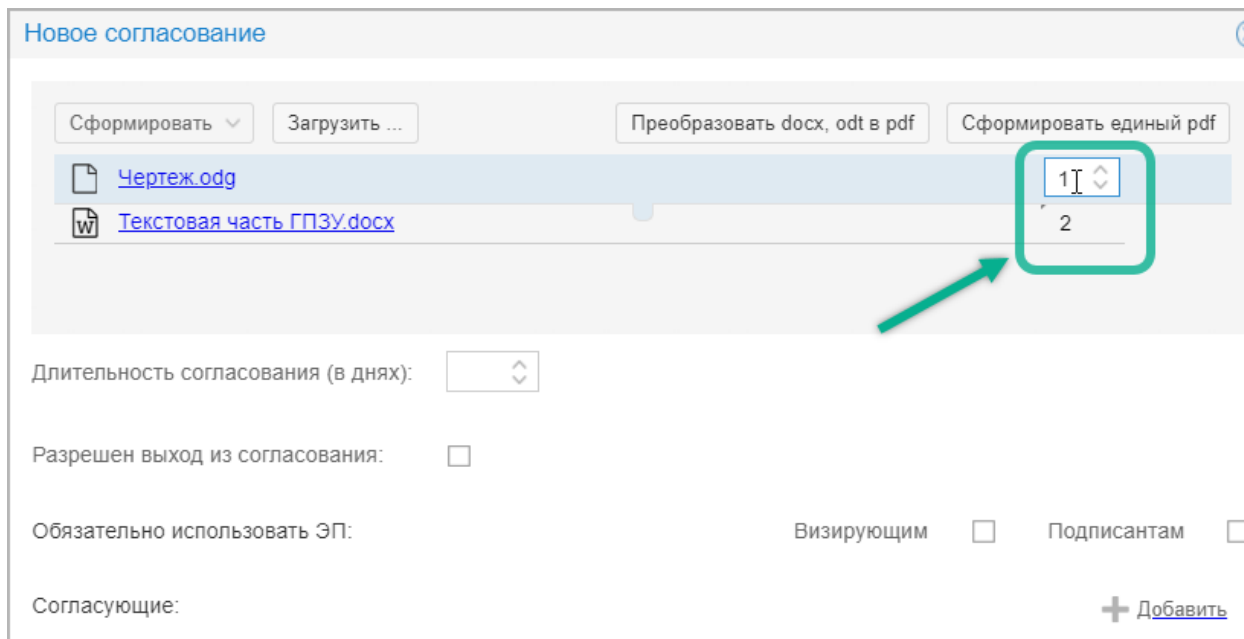 Новое согласование
Сформировать Загрузить ... Преобразовать docx, odt в pdf Сформировать единый pdf
Чертеж.odg 1
W Текстовая часть ГПЗУ.docx 2
Длительность согласования (в днях):
Разрешен выход из согласования:
Обязательно использовать ЭП: Визирующим Подписантам
Согласующие: Добавить